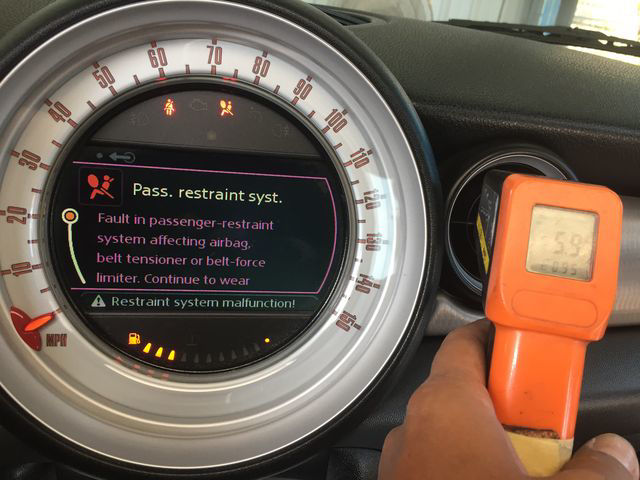 10
20
30
40
50
60
70
80
90
100
110
120
130
140
150
MPH
Pass. restraint syst.
Fault in passenger-restraint
system affecting airbag,
belt tensioner or belt-force
limiter. Continue to wear
Restraint system malfunction!